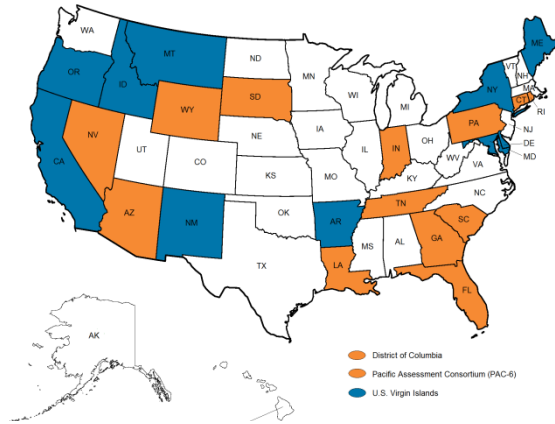 WA
MT
ME
ND
VT
NH
OR
MN
ID
NY
MA
WI
SD
CT
RI
WY
MI
PA
NJ
IA
NE
NV
OH
DE
IN
IL
MD
UT
WV
VA
CO
CA
KS
MO
KY
NC
TN
OK
AZ
NM
AR
SC
GA
MS
AL
LA
TX
FL
AK
District of Columbia
Pacific Assessment Consortium (PAC-6)
U.S. Virgin Islands